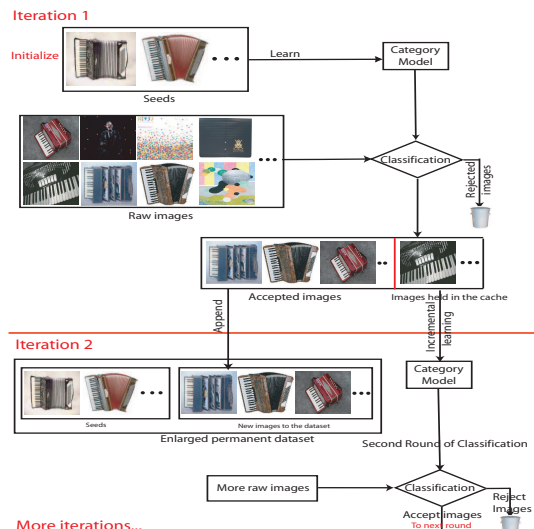 Iteration 1
Initialize
Learn
Category
Model
Seeds
Classification
Rejected
images
Raw images
Accepted images
Images held in the cache
Append
Incremental
learning
Iteration 2
Category
Model
Seeds
New images to the dataset
Enlarged permanent dataset
Second Round of Classification
More raw images
Classification
Reject
Images
Accept images
To next round
More iterations...